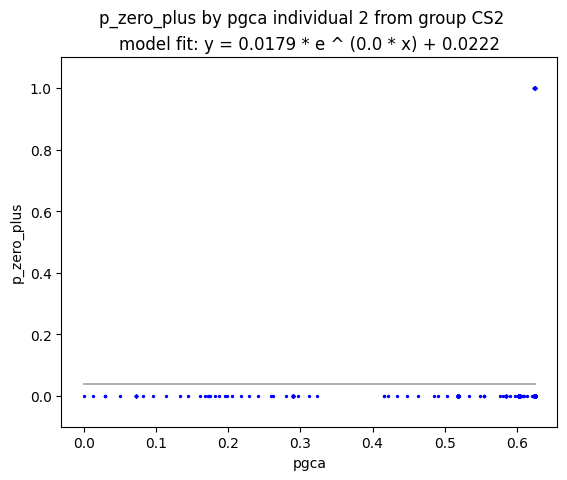 p_zero_plus by pgca individual 2 from group CS2
model fit: y = 0.0179 * e ^ (0.0 * x) + 0.0222
1.0
0.8
0.6
0.4
0.2
0.0
p_zero_plus
0.0 0.1 0.2 0.3 0.4 0.5 0.6
pgca